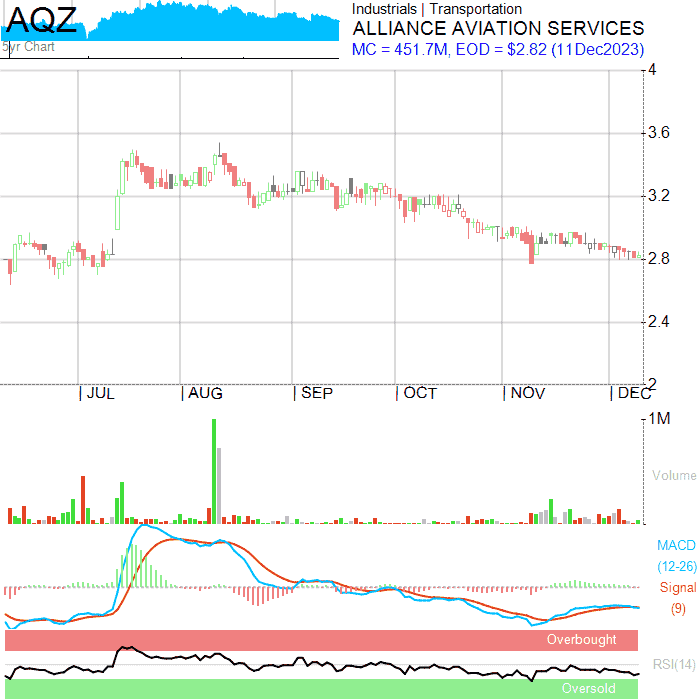 AQZ
5yr Chart
Industrials | Transportation
ALLIANCE AVIATION SERVICES
MC = 451.7M, EOD = $2.82 (11Dec2023)
4
3.6
3.2
2.8
2.4
2
| JUL | AUG | SEP | OCT | NOV | DEC
1M
Volume
MACD
(12-26)
Signal
(9)
Overbought
RSI(14)
Oversold